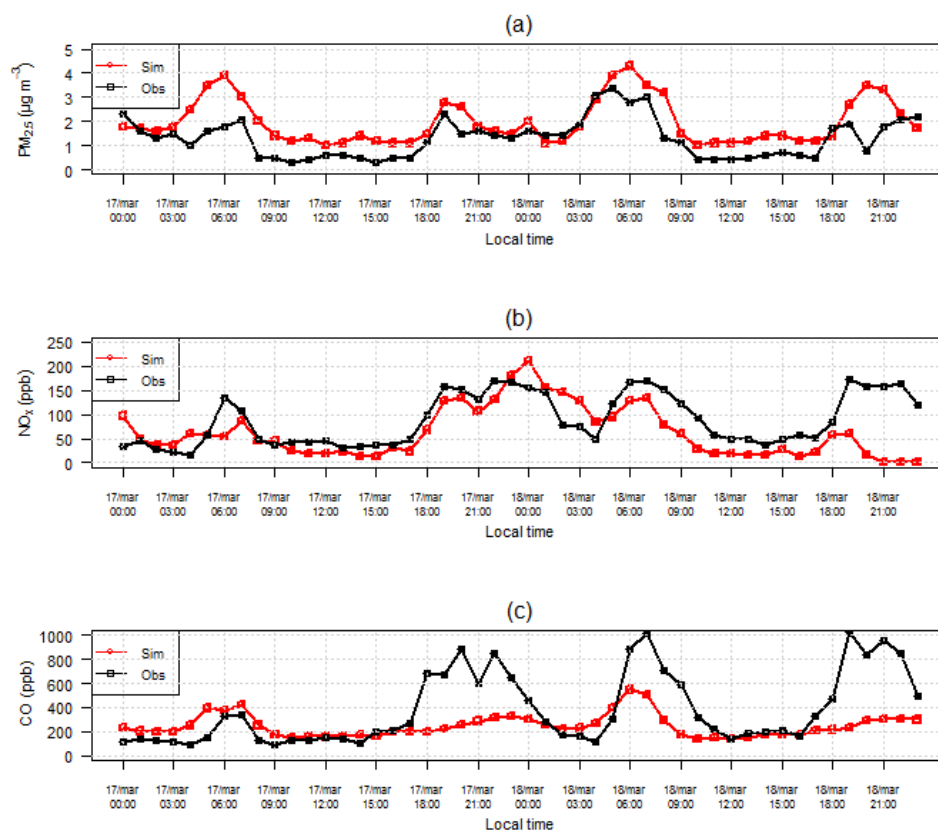 (a)
PM2.5 (µg m−3)
5
4
3
2
1
0
Sim
Obs
17/mar 17/mar 17/mar 17/mar 17/mar 17/mar 17/mar 17/mar 18/mar 18/mar 18/mar 18/mar 18/mar 18/mar 18/mar 18/mar
00:00 03:00 06:00 09:00 12:00 15:00 18:00 21:00 00:00 03:00 06:00 09:00 12:00 15:00 18:00 21:00
Local time
(b)
NOX (ppb)
250
200
150
100
50
0
Sim
Obs
17/mar 17/mar 17/mar 17/mar 17/mar 17/mar 17/mar 17/mar 18/mar 18/mar 18/mar 18/mar 18/mar 18/mar 18/mar 18/mar
00:00 03:00 06:00 09:00 12:00 15:00 18:00 21:00 00:00 03:00 06:00 09:00 12:00 15:00 18:00 21:00
Local time
(c)
CO (ppb)
1000
800
600
400
200
0
Sim
Obs
17/mar 17/mar 17/mar 17/mar 17/mar 17/mar 17/mar 17/mar 18/mar 18/mar 18/mar 18/mar 18/mar 18/mar 18/mar 18/mar
00:00 03:00 06:00 09:00 12:00 15:00 18:00 21:00 00:00 03:00 06:00 09:00 12:00 15:00 18:00 21:00
Local time